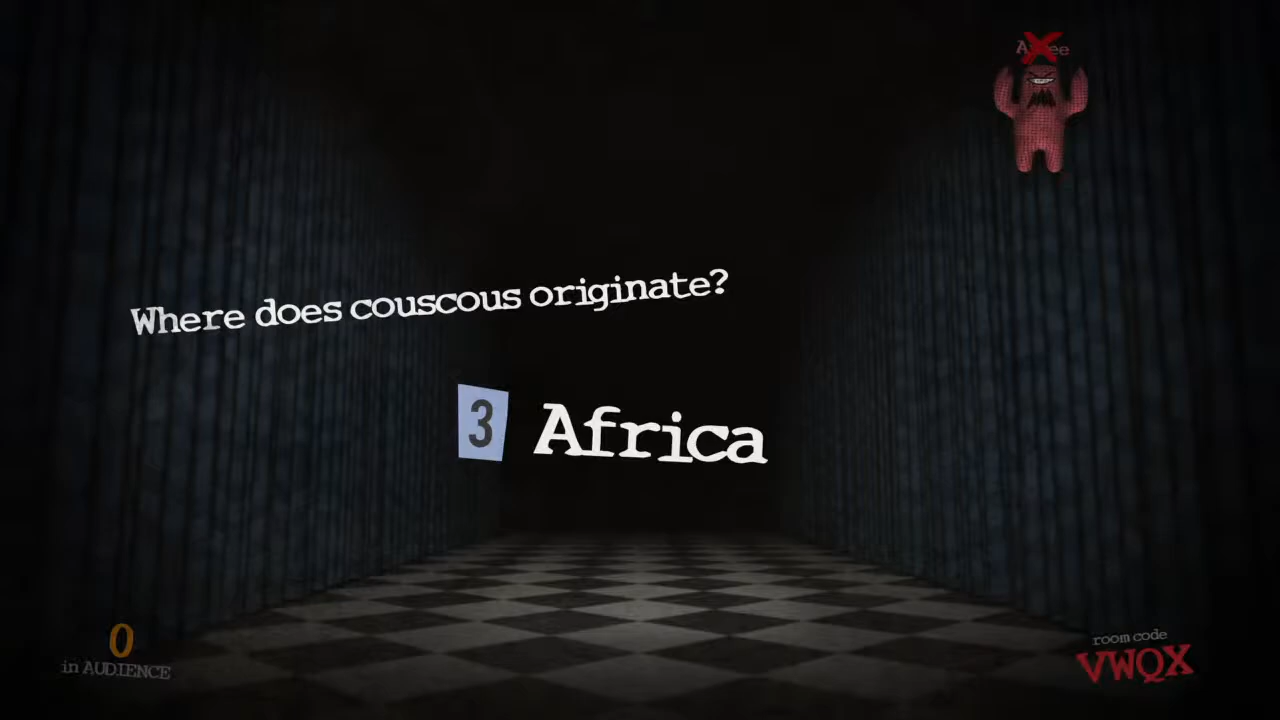 Where does couscous originate?
3 Africa
0
in AUDIENCE
room code
VWQX